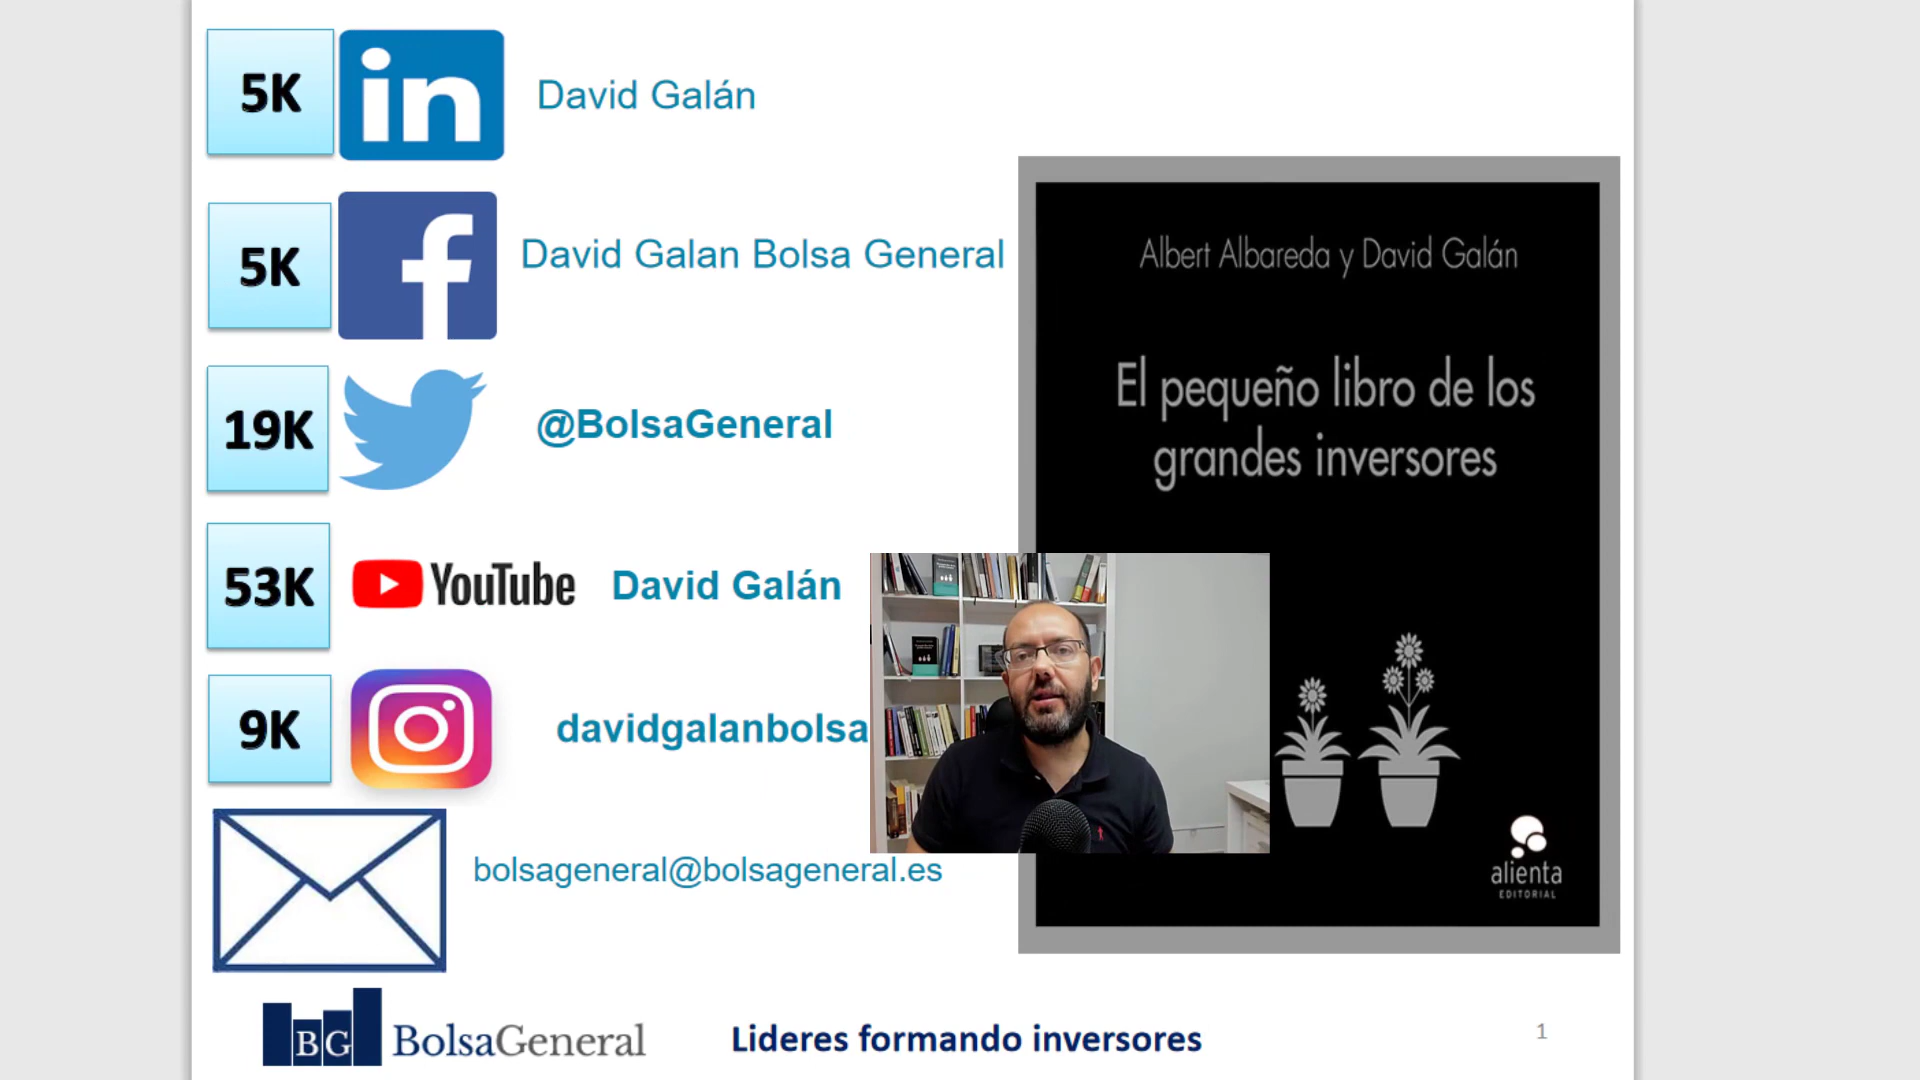 5K
in
David Galán
5K
f
David Galan Bolsa General
19K
@BolsaGeneral
53K
YouTube
David Galán
9K
davidgalanbolsa
bolsageneral@bolsageneral.es
Albert Albareda y David Galán
El pequeño libro de los
grandes inversores
alienta
EDITORIAL
BG
BolsaGeneral
Lideres formando inversores
1